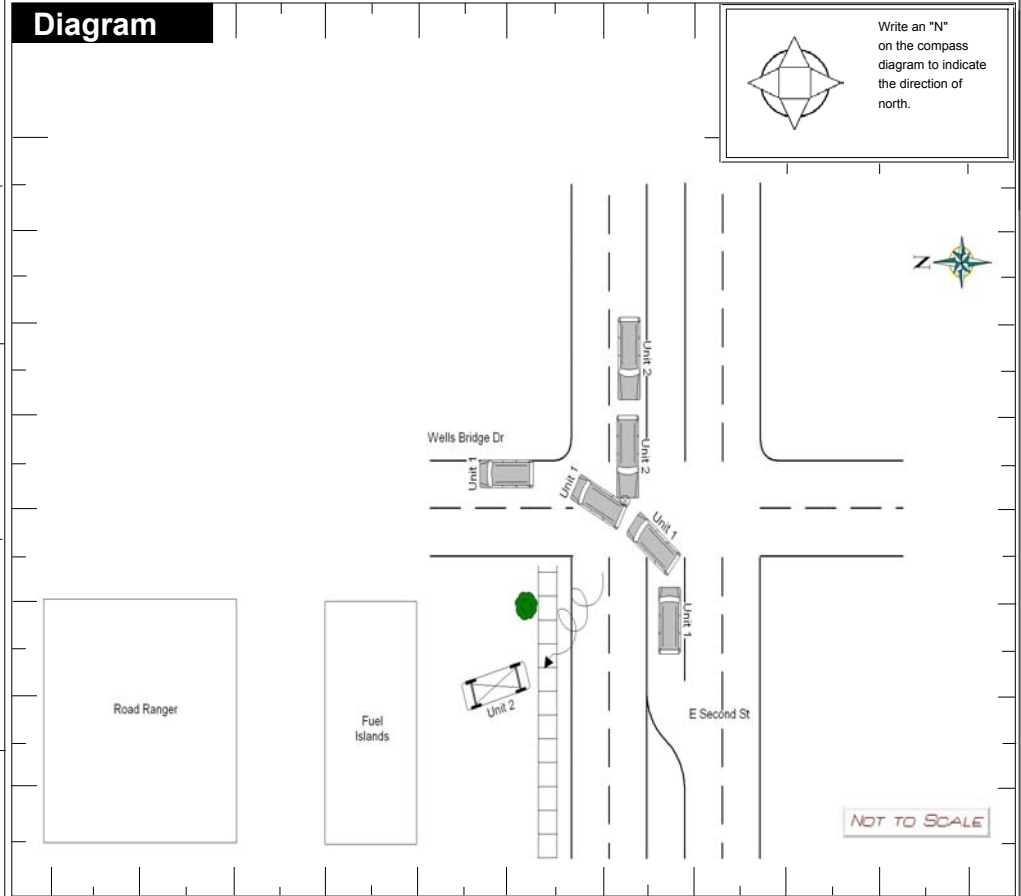 Diagram
Write an "N"
on the compass
diagram to indicate
the direction of
north.
N
Unit 2
Wells Bridge Dr
Unit 2
Unit 1
Unit 1
Unit 1
Unit 1
Unit 2
Road Ranger
Fuel
Islands
E Second St
NOT TO SCALE